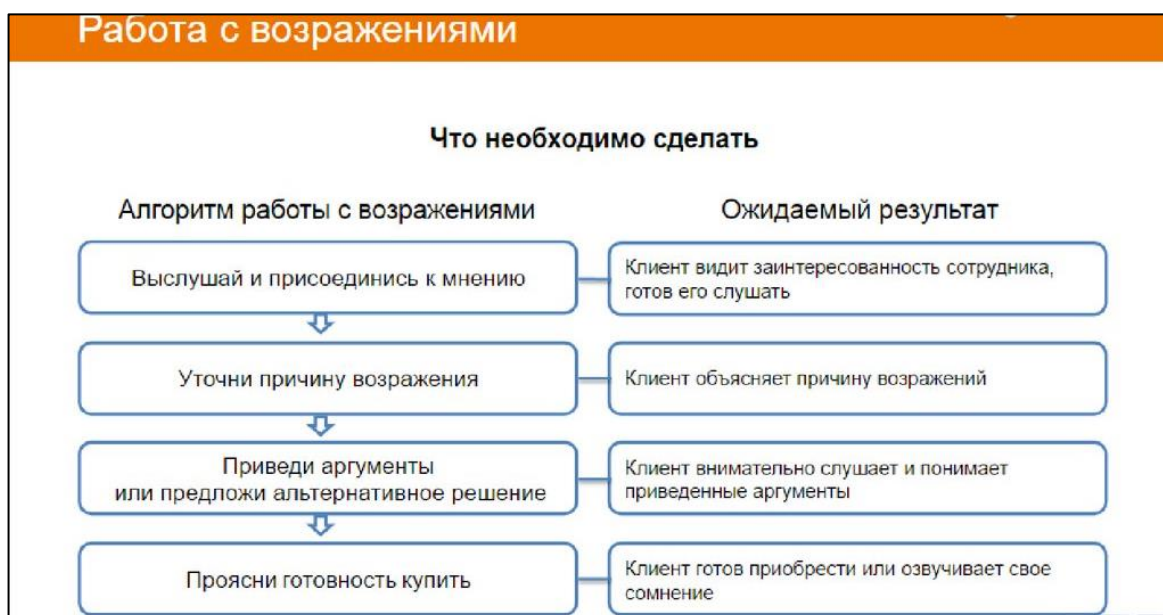 Работа с возражениями
Что необходимо сделать
Алгоритм работы с возражениями
Ожидаемый результат
Выслушай и присоединись к мнению
Клиент видит заинтересованность сотрудника,
готов его слушать
Уточни причину возражения
Клиент объясняет причину возражений
Приведи аргументы
или предложи альтернативное решение
Клиент внимательно слушает и понимает
приведенные аргументы
Проясни готовность купить
Клиент готов приобрести или озвучивает свое
сомнение